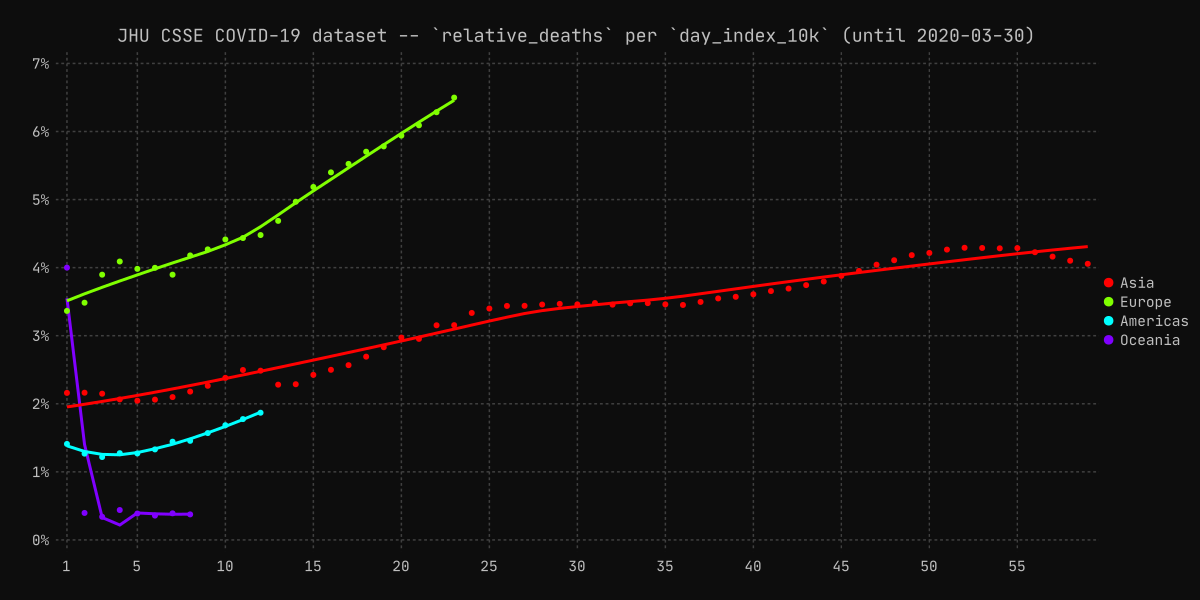 JHU CSSE COVID-19 dataset -- `relative_deaths` per `day_index_10k` (until 2020-03-30)
7%
6%
5%
4%
3%
2%
1%
0%
1 5 10 15 20 25 30 35 40 45 50 55
Asia
Europe
Americas
Oceania